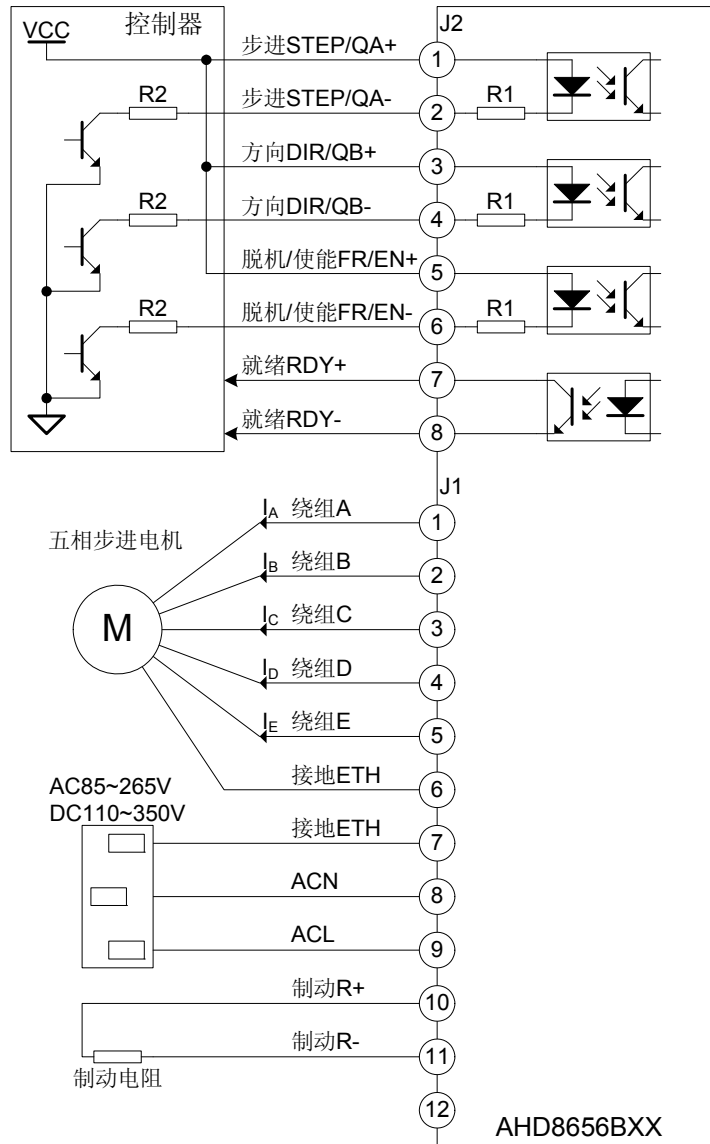 控制器
J2
VCC
步进STEP/QA+
1
R2
步进STEP/QA-
2
R1
方向DIR/QB+
3
R2
方向DIR/QB-
4
R1
脱机/使能FR/EN+
5
R2
脱机/使能FR/EN-
6
R1
就绪RDY+
7
就绪RDY-
8
J1
IA 绕组A
1
五相步进电机
IB 绕组B
2
M
IC 绕组C
3
ID 绕组D
4
IE 绕组E
5
接地ETH
6
AC85~265V
DC110~350V
接地ETH
7
ACN
8
ACL
9
制动R+
10
制动R-
11
制动电阻
12
AHD8656BXX